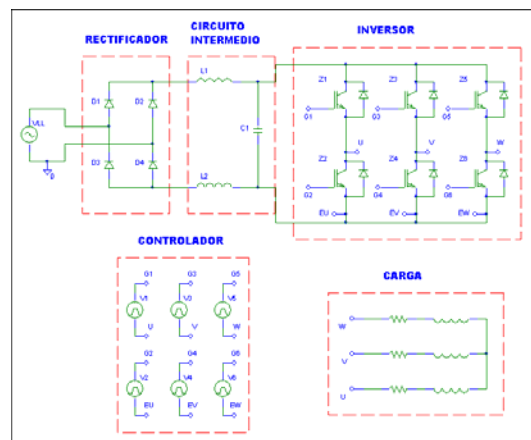 RECTIFICADOR
CIRCUITO
INTERMEDIO
INVERSOR
L1
D1
D2
VLL
0
D3
D4
C1
L2
Z1
Z3
Z5
G1
G3
G5
U
V
W
Z2
Z4
Z6
G2
G4
G6
EU
EV
EW
CONTROLADOR
G1
G3
G5
V1
V3
V5
U
V
W
G2
G4
G6
V2
V4
V6
EU
EV
EW
CARGA
W
V
U